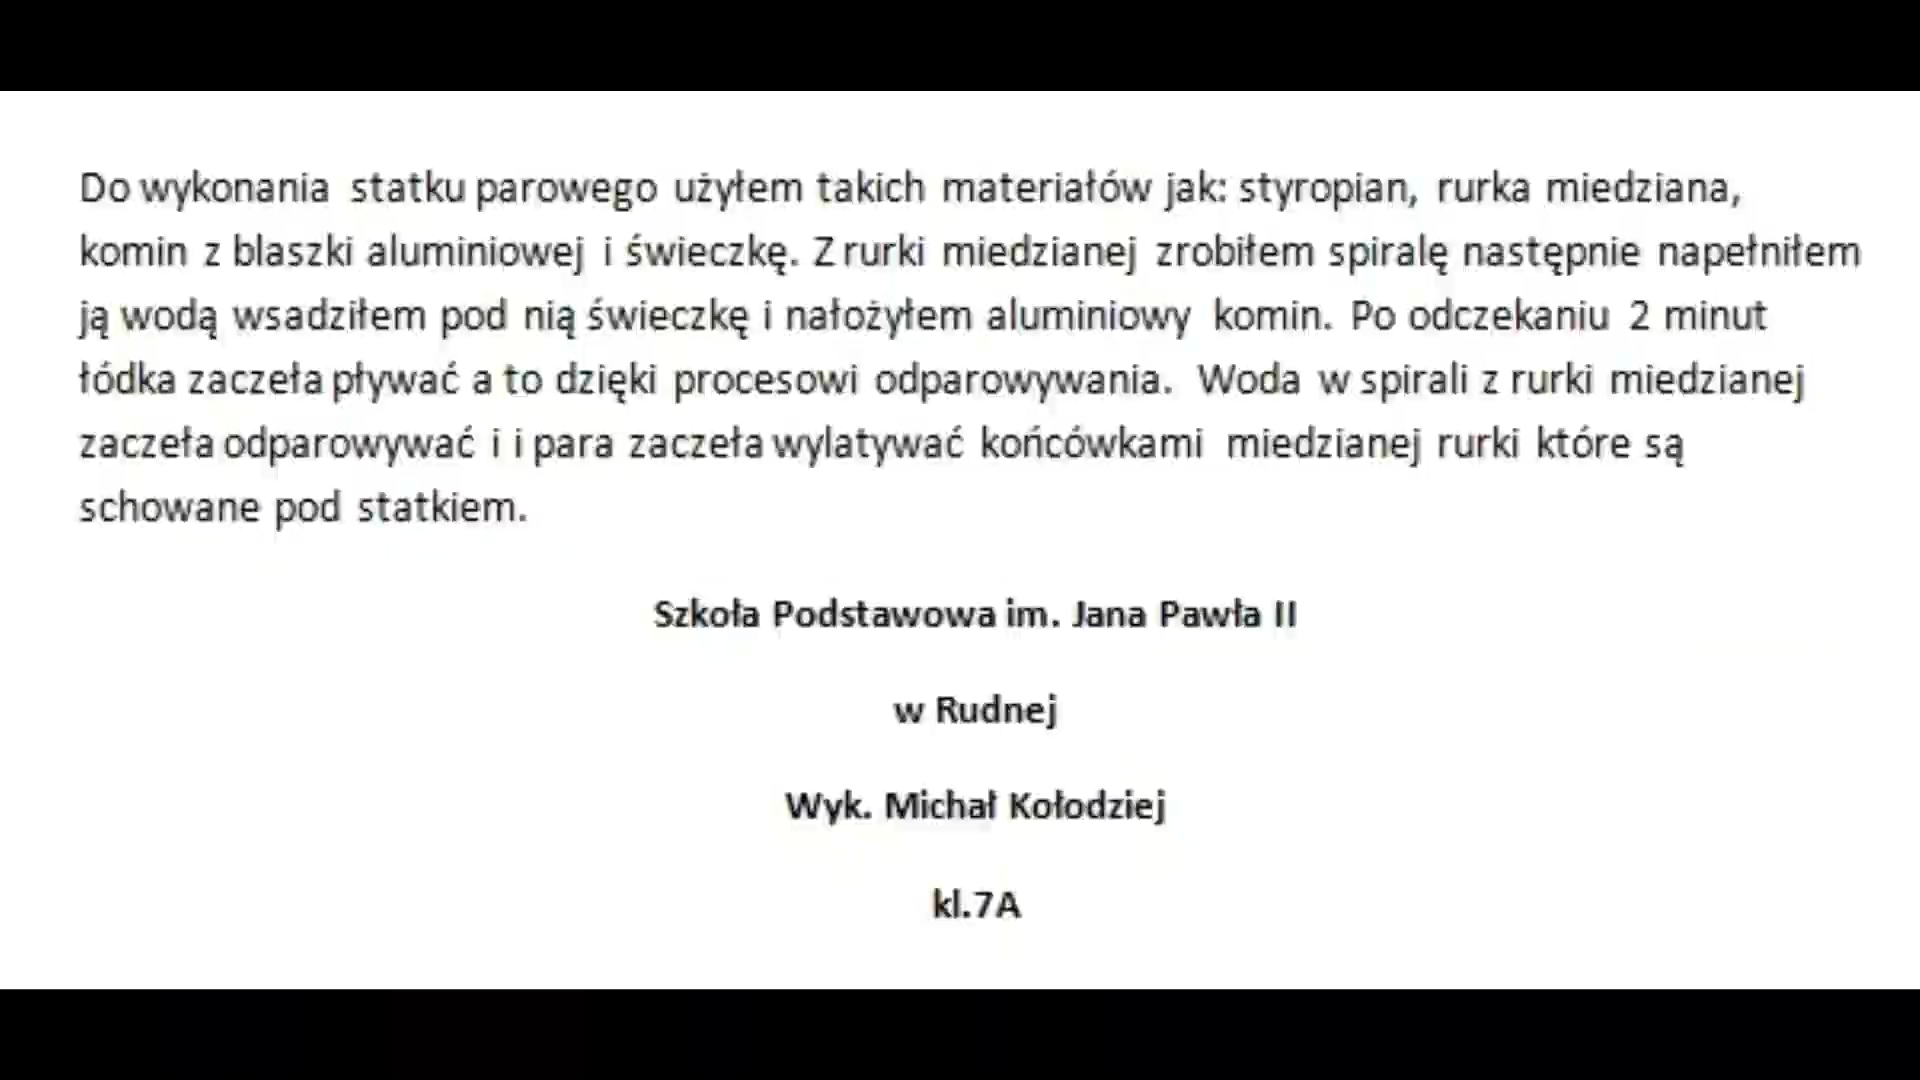 Do wykonania statku parowego użyłem takich materiałów jak: styropian, rurka miedziana,
komin z blaszki aluminiowej i świeczkę. Z rurki miedzianej zrobiłem spiralę następnie napełniłem
ją wodą wsadziłem pod nią świeczkę i nałożyłem aluminiowy komin. Po odczekaniu 2 minut
łódka zaczeła pływać a to dzięki procesowi odparowywania. Woda w spirali z rurki miedzianej
zaczeła odparowywać i i para zaczeła wylatywać końcówkami miedzianej rurki które są
schowane pod statkiem.
Szkoła Podstawowa im. Jana Pawła II
w Rudnej
Wyk. Michał Kołodziej
kl.7A